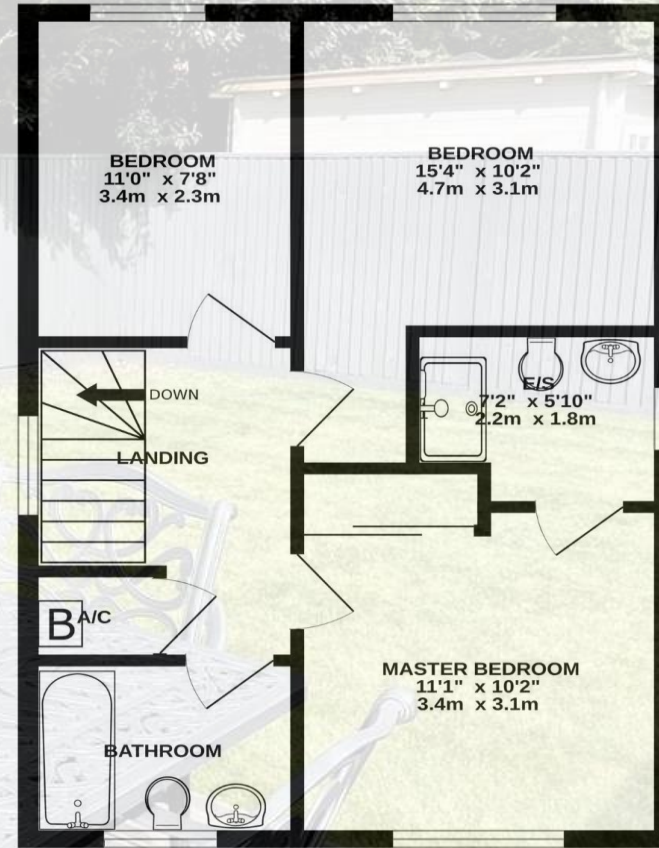 BEDROOM
11'0" x 7'8"
3.4m x 2.3m
BEDROOM
15'4" x 10'2"
4.7m x 3.1m
E/S
7'2" x 5'10"
2.2m x 1.8m
DOWN
LANDING
B
A/C
MASTER BEDROOM
11'1" x 10'2"
3.4m x 3.1m
BATHROOM